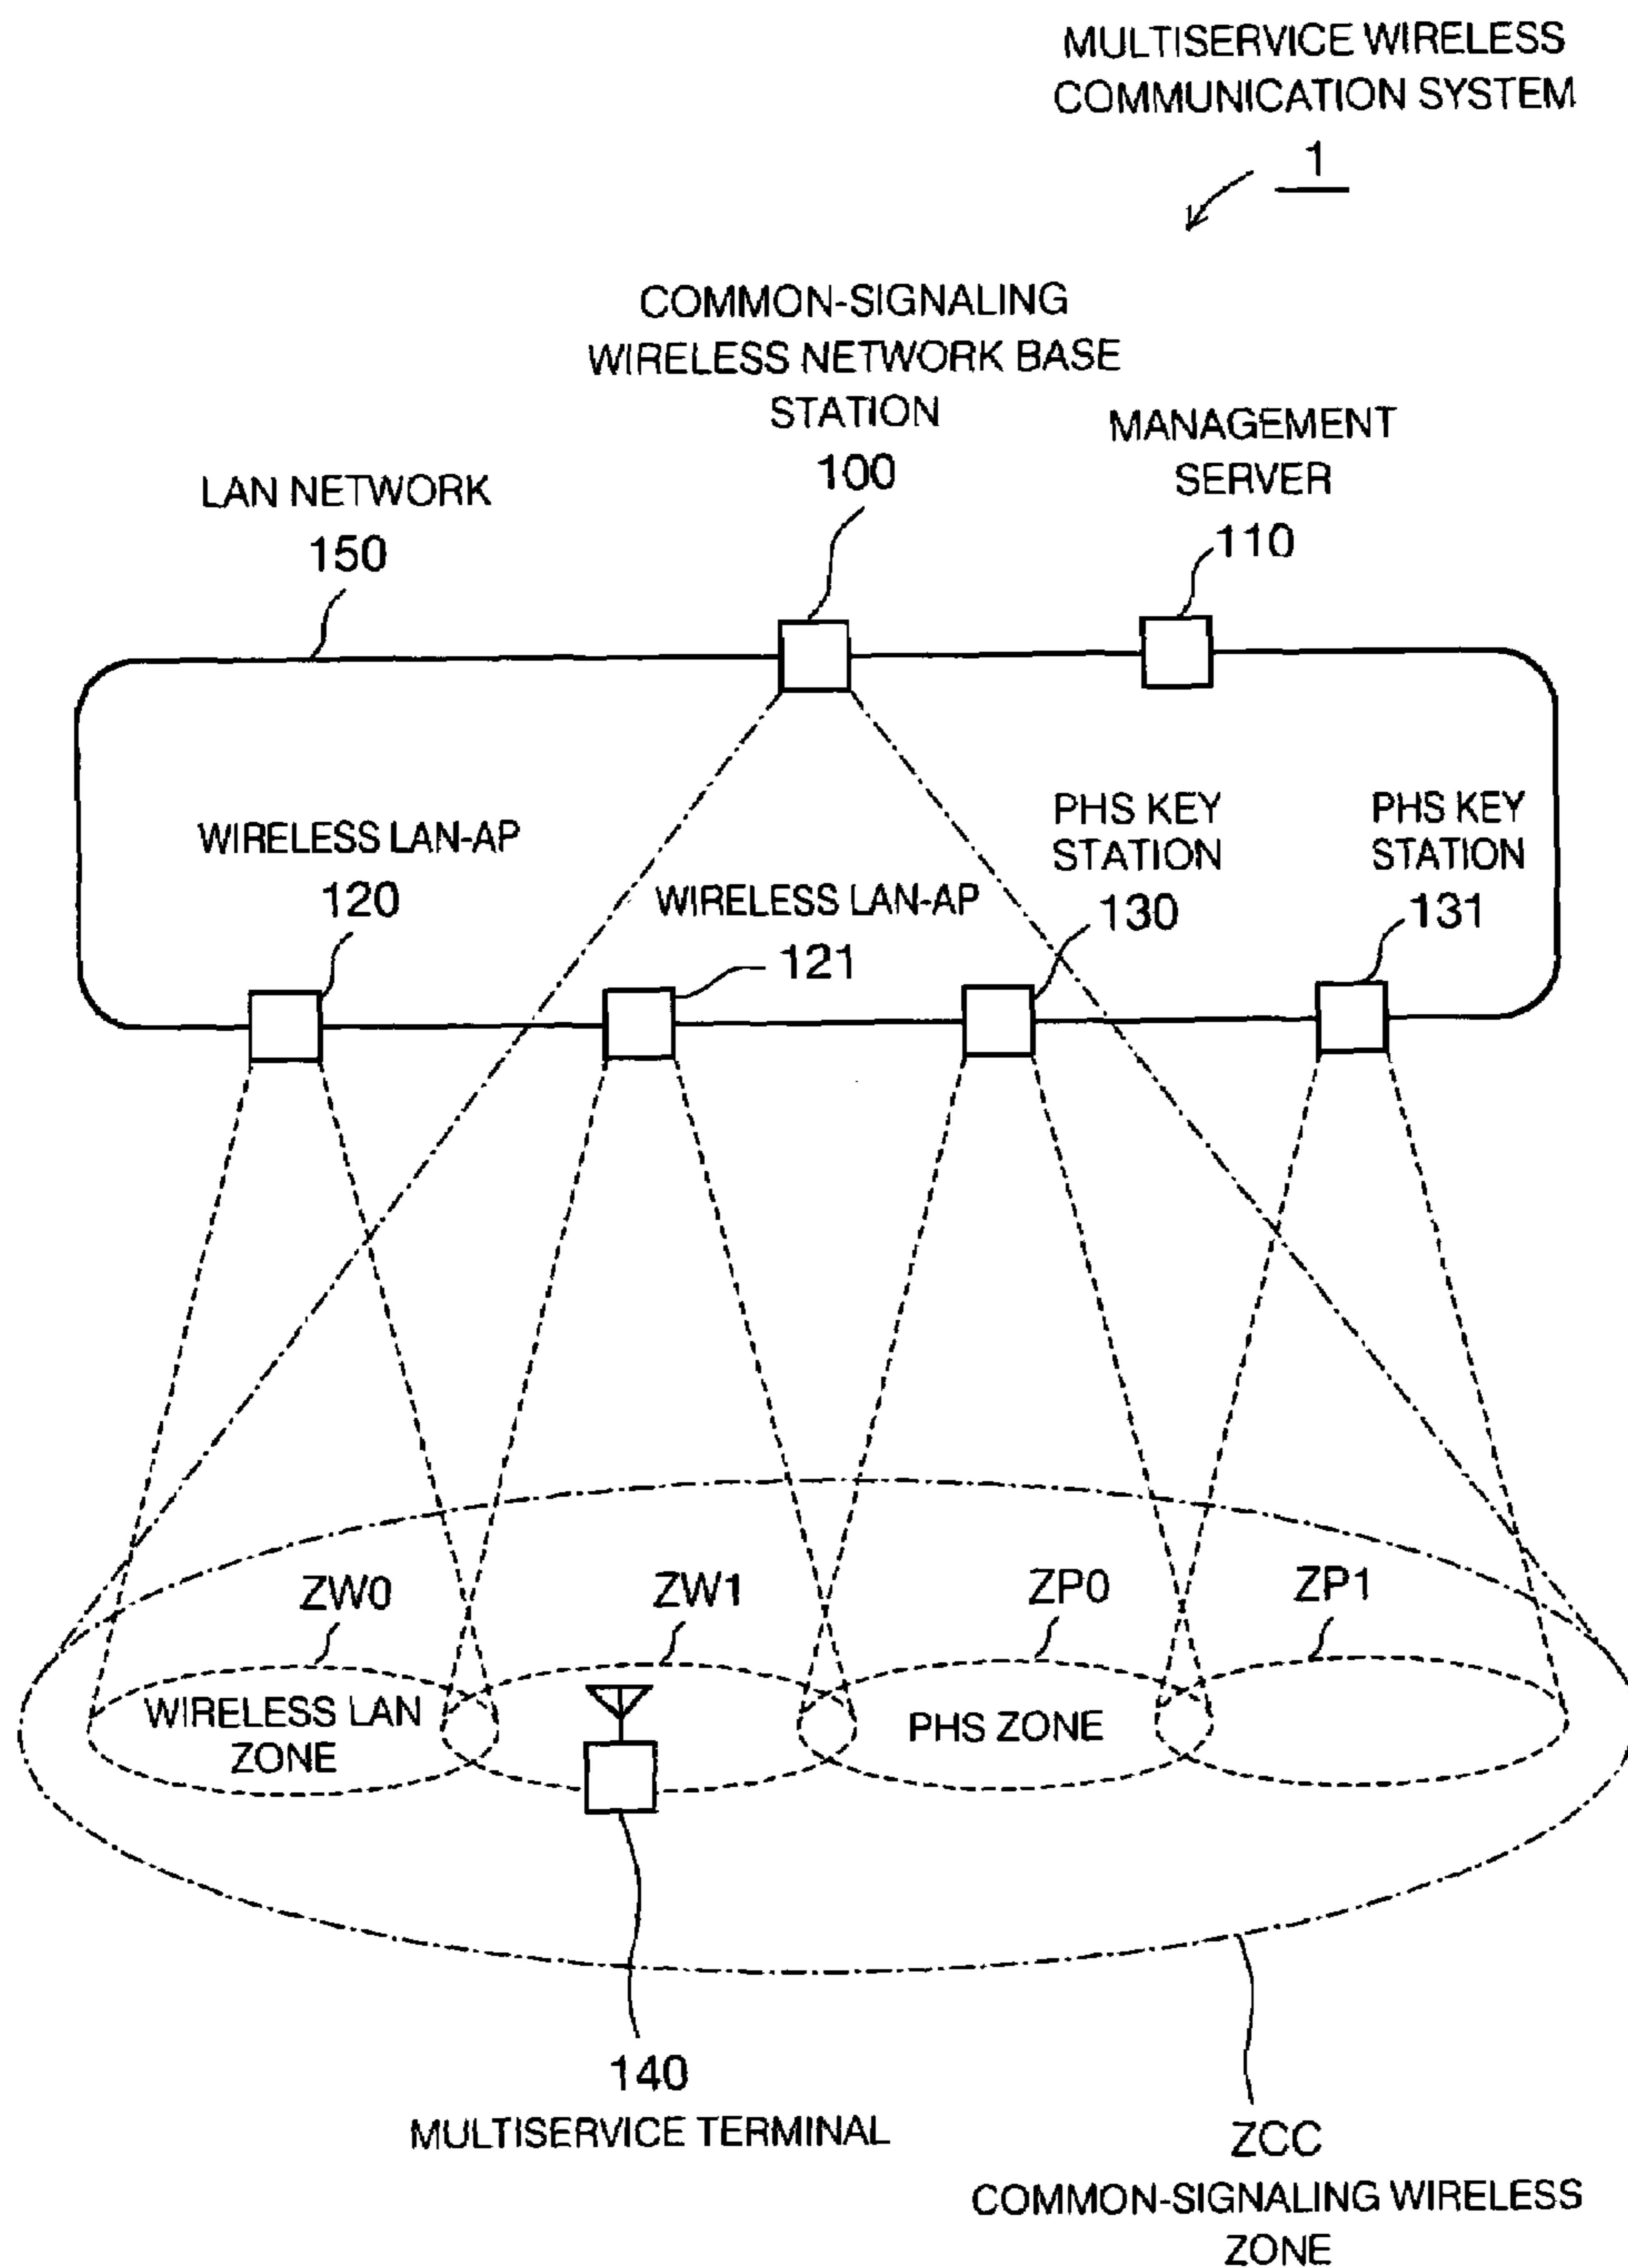 MULTISERVICE WIRELESS
COMMUNICATION SYSTEM
1
COMMON-SIGNALING
WIRELESS NETWORK BASE
STATION
100
MANAGEMENT
SERVER
110
LAN NETWORK
150
WIRELESS LAN-AP
120
WIRELESS LAN-AP
121
PHS KEY
STATION
130
PHS KEY
STATION
131
ZW0
ZW1
ZP0
ZP1
WIRELESS LAN
ZONE
PHS ZONE
140
MULTISERVICE TERMINAL
ZCC
COMMON-SIGNALING WIRELESS
ZONE